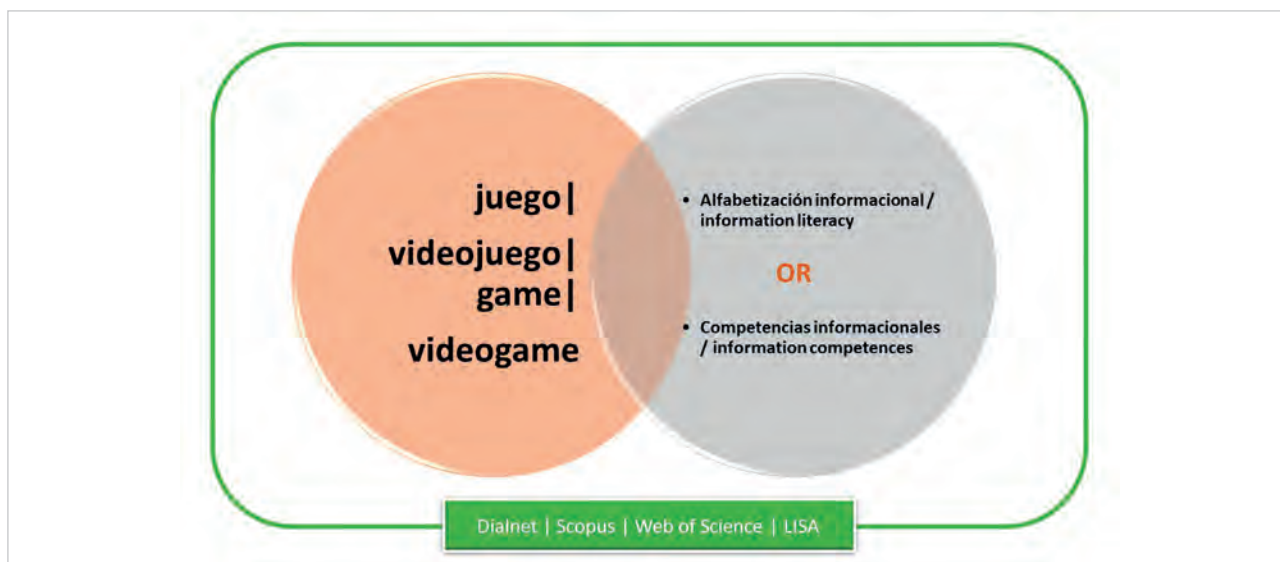 juego|
videojuego|
game|
videogame
• Alfabetización informacional /
information literacy
OR
• Competencias informacionales
/ information competences
Dialnet | Scopus | Web of Science | LISA